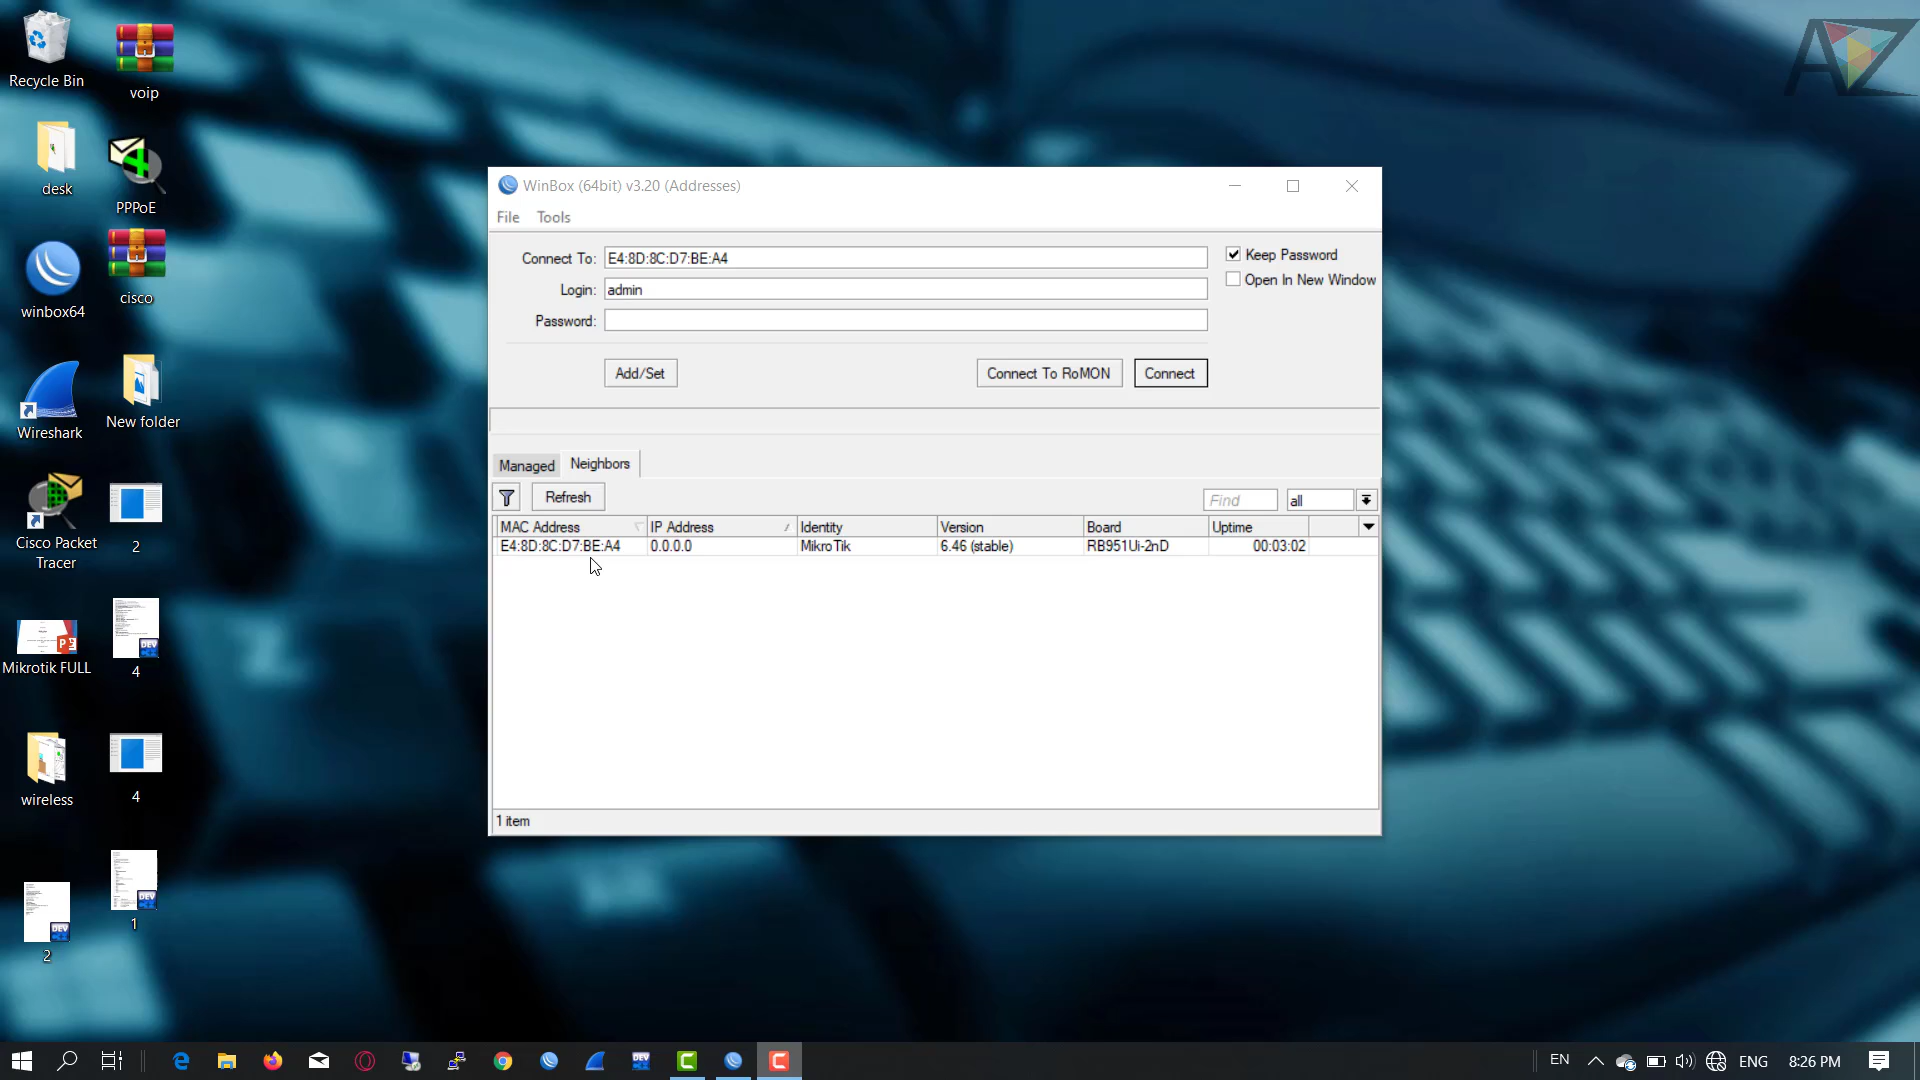 Recycle Bin
voip
desk
PPPoE
winbox64
cisco
Wireshark
New folder
Cisco Packet
Tracer
2
Mikrotik FULL
4
wireless
4
2
1
AZ
WinBox (64bit) v3.20 (Addresses)
File Tools
Connect To: E4:8D:8C:D7:BE:A4
Keep Password
Login: admin
Open In New Window
Password:
Add/Set Connect To RoMON Connect
Managed Neighbors
Refresh Find all
MAC Address IP Address Identity Version Board Uptime
E4:8D:8C:D7:BE:A4 0.0.0.0 MikroTik 6.46 (stable) RB951Ui-2nD 00:03:02
1 item
EN ENG 8:26 PM